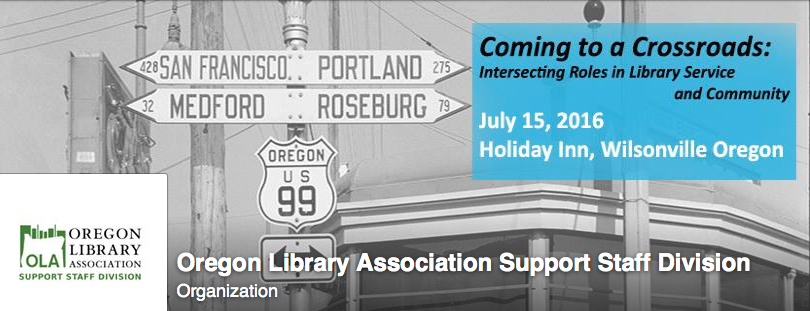 Coming to a Crossroads:
Intersecting Roles in Library Service
and Community
July 15, 2016
Holiday Inn, Wilsonville Oregon
428 SAN FRANCISCO PORTLAND 275
32 MEDFORD ROSEBURG 79
OREGON
U S
99
OLA
OREGON
LIBRARY
ASSOCIATION
SUPPORT STAFF DIVISION
Oregon Library Association Support Staff Division
Organization